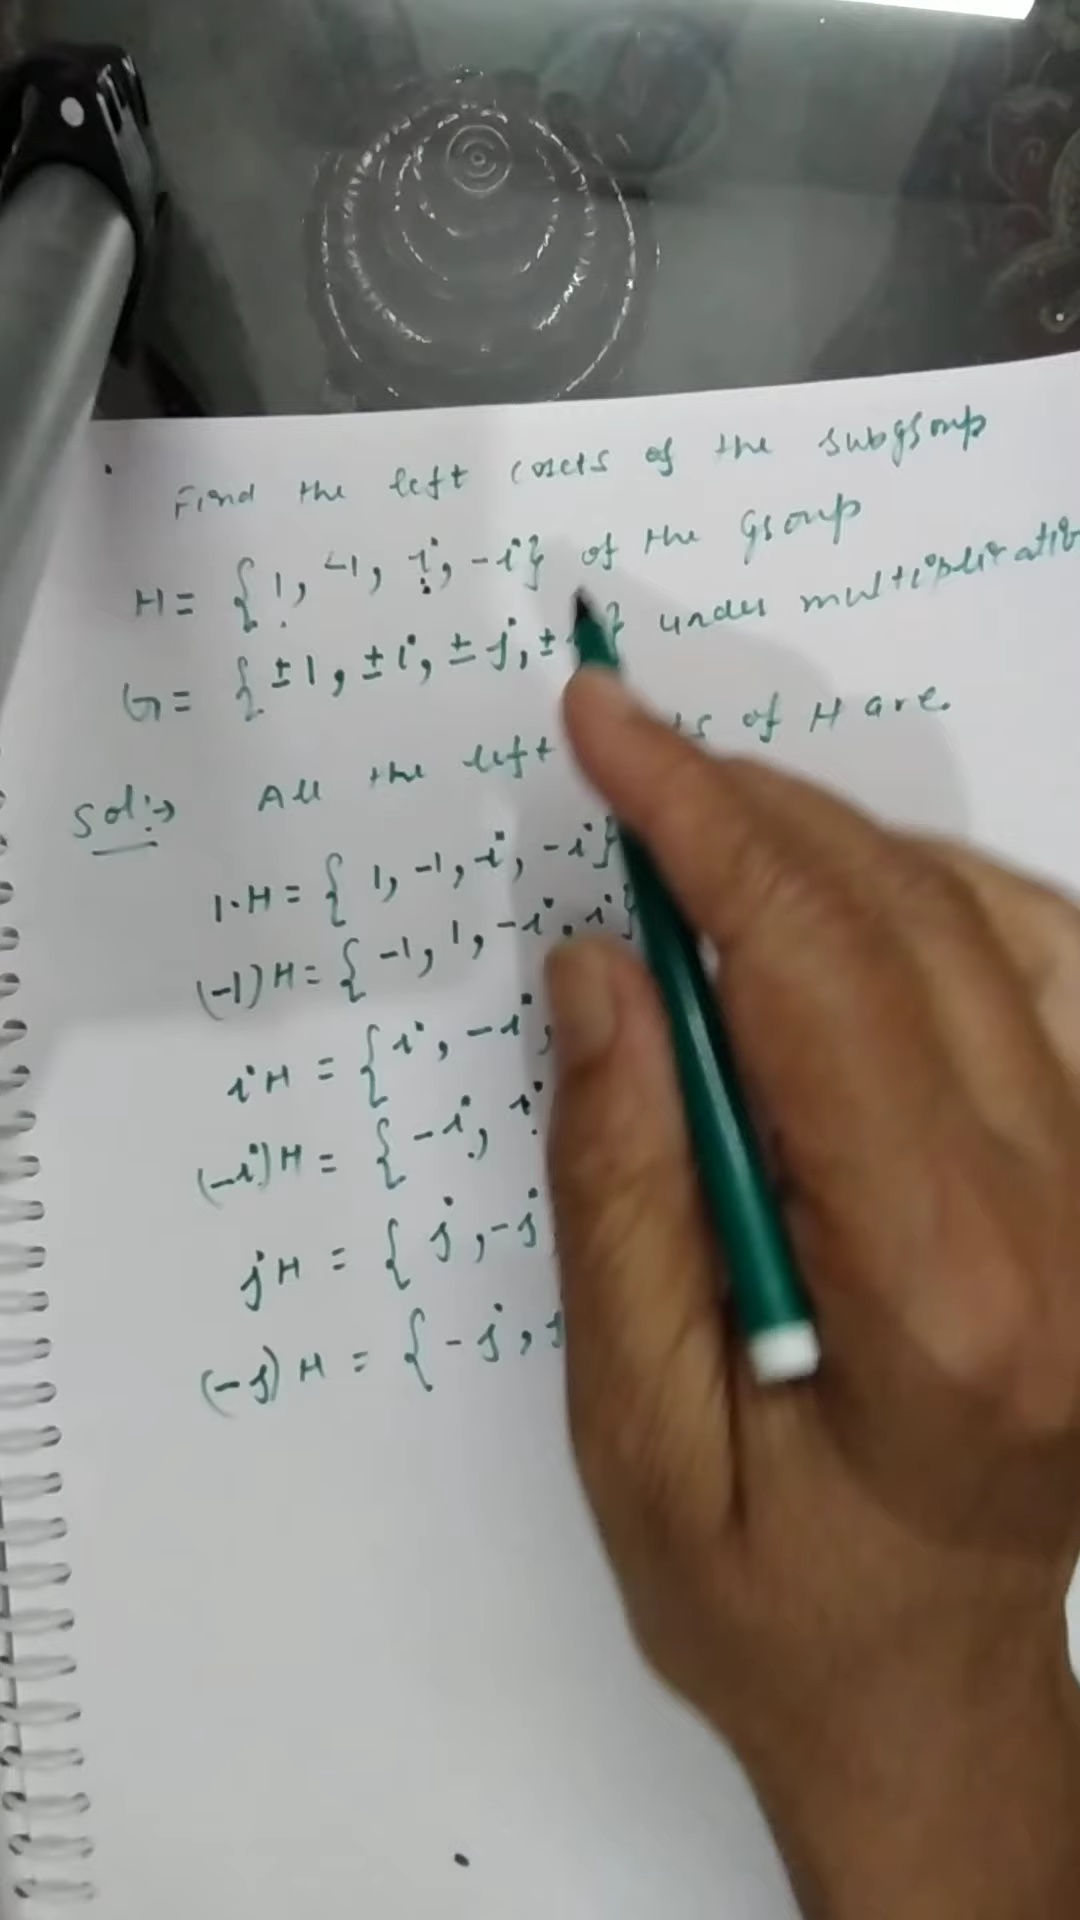 Find the left cosets of the subgroup
H = {1, -1, i, -i} of the Group
G = {±1, ±i, ±j, ± } under multiplicativ
Sol:→ All the left of H are.
1·H = {1, -1, i, -i}
(-1)H = {-1, 1, -i, i}
iH = {i, -i,
(-i)H = {-i, i
jH = {j, -j,
(-j)H = {-j, j